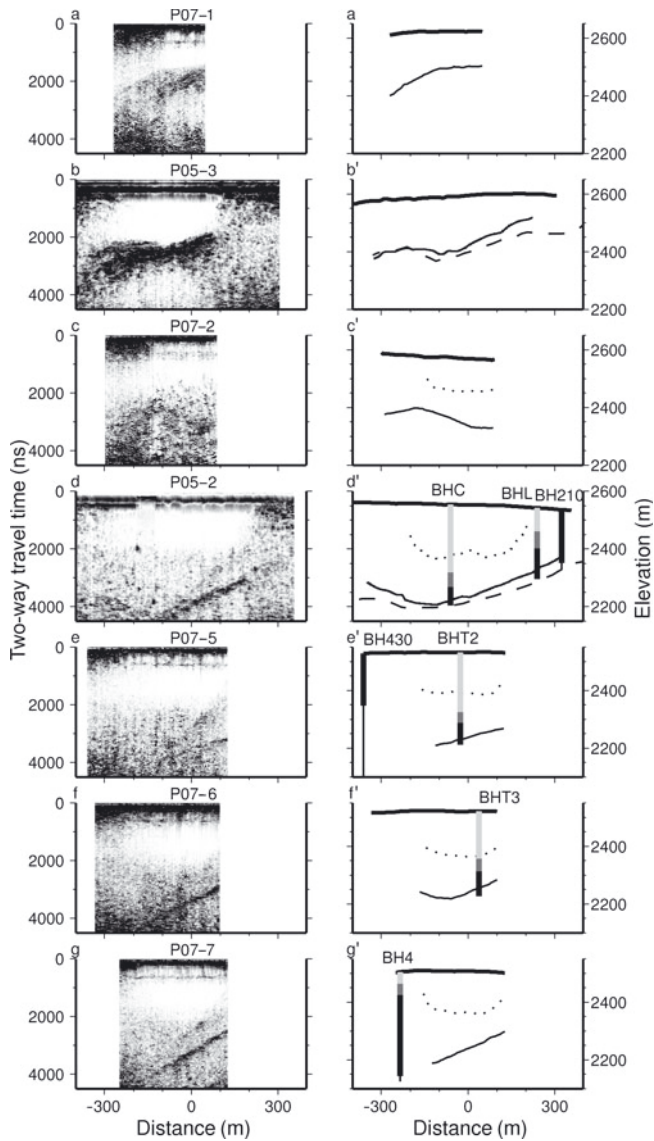 a P07-1
0
2000
4000
a'
2600
2400
2200
b P05-3
0
2000
4000
b'
2600
2400
2200
c P07-2
0
2000
4000
c'
2600
2400
2200
d P05-2
0
2000
4000
d' BHC BHL BH210
2600
2400
2200
e P07-5
0
2000
4000
e' BH430 BHT2
2400
2200
f P07-6
0
2000
4000
f' BHT3
2400
2200
g P07-7
0
2000
4000
g' BH4
2400
2200
-300 0 300
Distance (m)
-300 0 300
Distance (m)
Two-way travel time (ns)
Elevation (m)